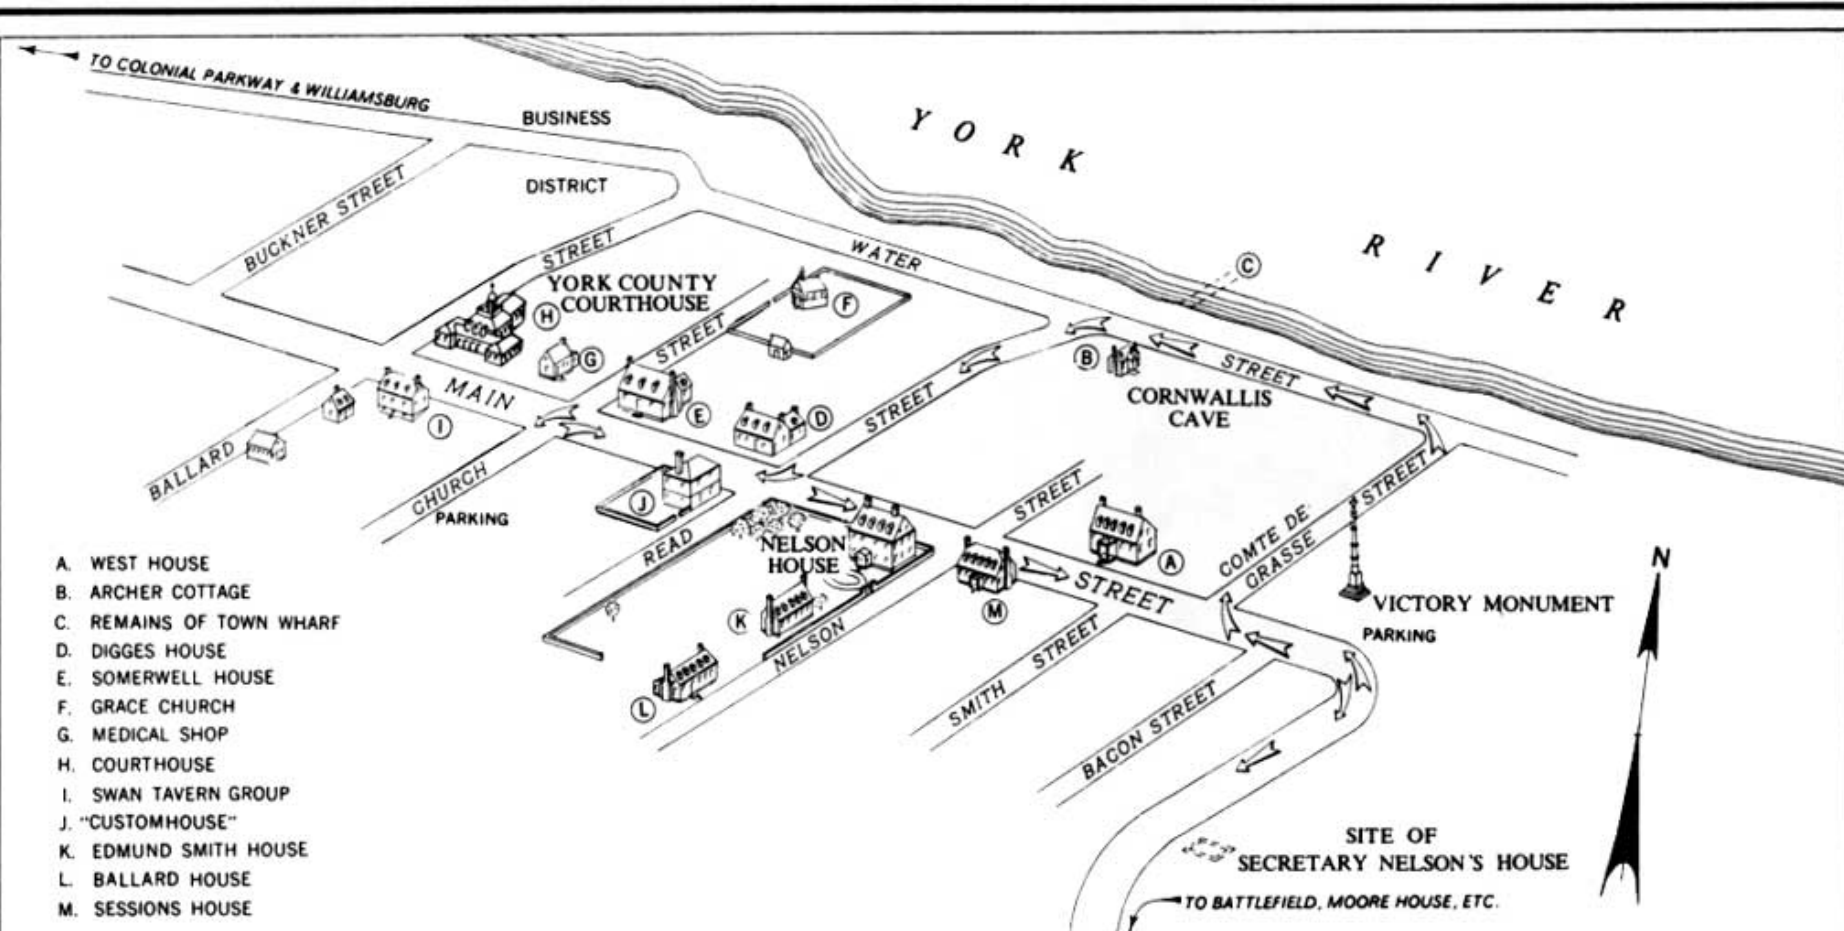 TO COLONIAL PARKWAY & WILLIAMSBURG
BUSINESS
DISTRICT
YORK
RIVER
BUCKNER STREET
STREET
YORK COUNTY
COURTHOUSE
WATER
STREET
C
H
G
F
STREET
B
CORNWALLIS
CAVE
MAIN
STREET
E
D
STREET
I
BALLARD
CHURCH
PARKING
J
READ
NELSON
HOUSE
STREET
A
COMTE DE
GRASSE
STREET
VICTORY MONUMENT
PARKING
N
K
NELSON
M
L
SMITH STREET
BACON STREET
SITE OF
SECRETARY NELSON'S HOUSE
TO BATTLEFIELD, MOORE HOUSE, ETC.
A. WEST HOUSE
B. ARCHER COTTAGE
C. REMAINS OF TOWN WHARF
D. DIGGES HOUSE
E. SOMERWELL HOUSE
F. GRACE CHURCH
G. MEDICAL SHOP
H. COURTHOUSE
I. SWAN TAVERN GROUP
J. "CUSTOMHOUSE"
K. EDMUND SMITH HOUSE
L. BALLARD HOUSE
M. SESSIONS HOUSE